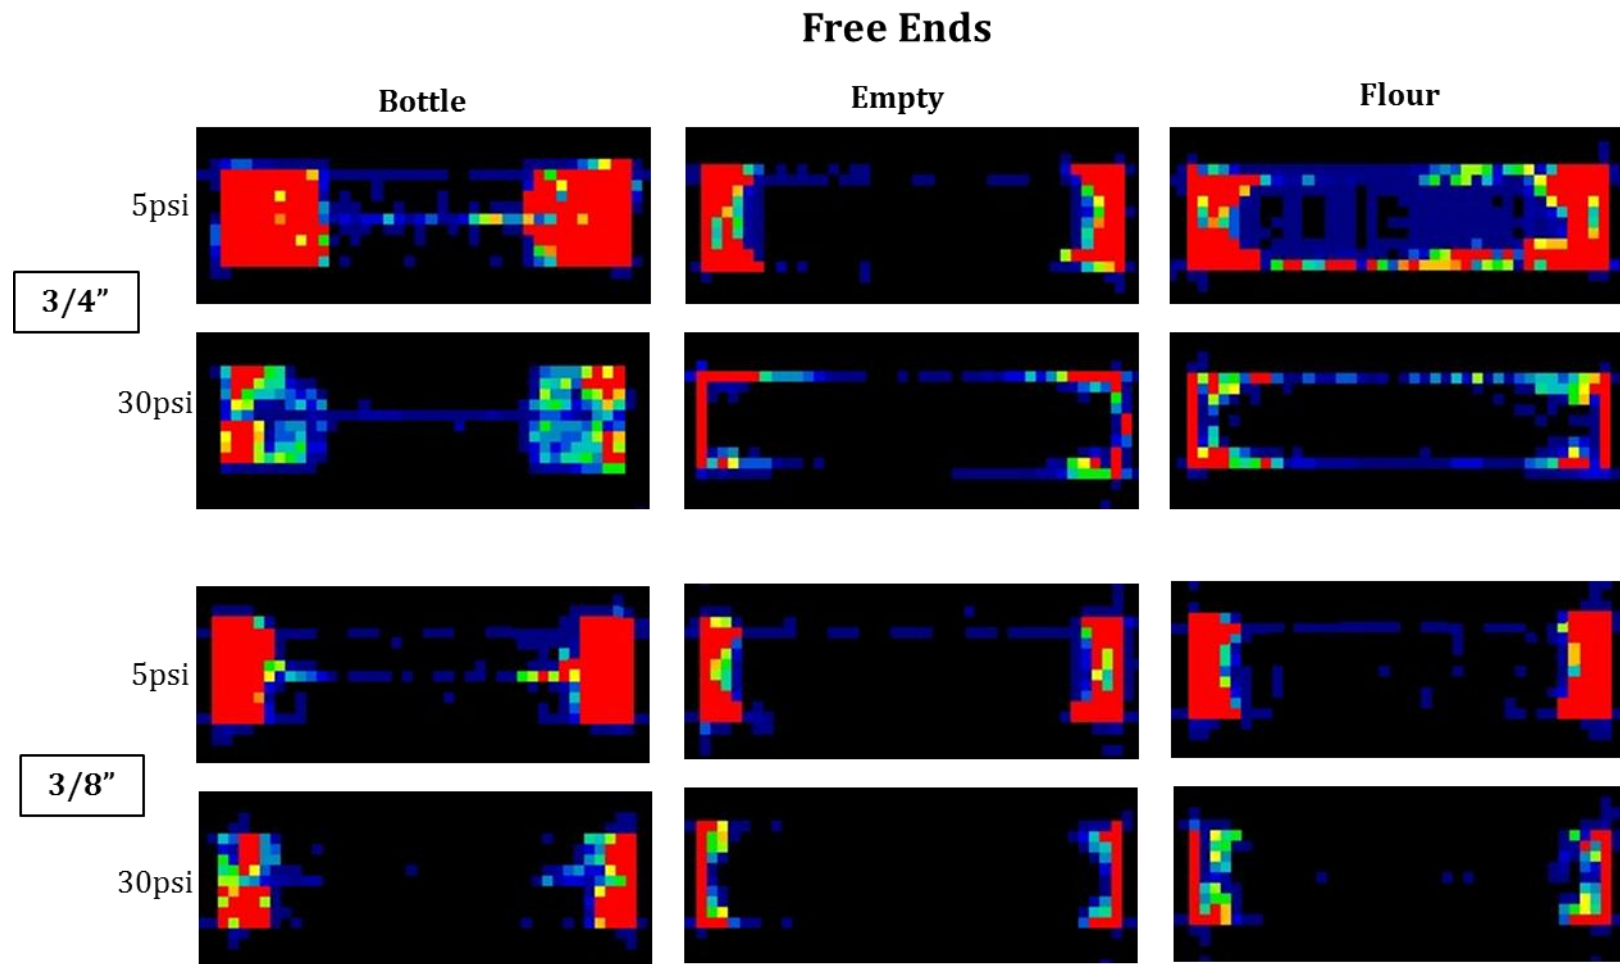 Free Ends
Bottle
Empty
Flour
5psi
3/4”
30psi
5psi
3/8”
30psi